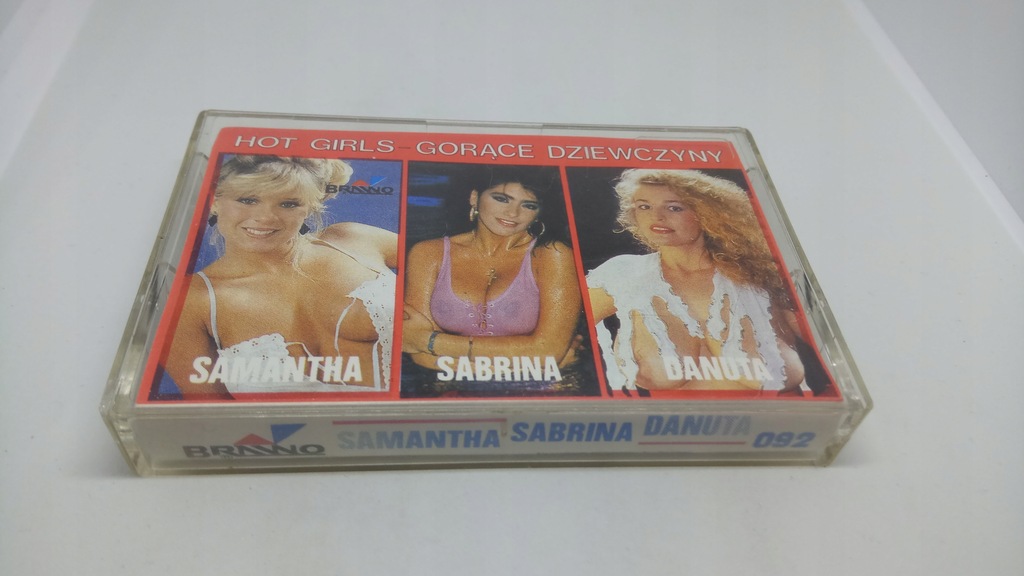 HOT GIRLS - GORĄCE DZIEWCZYNY
BRAWO
SAMANTHA
SABRINA
DANUTA
BRAWO SAMANTHA SABRINA DANUTA 092